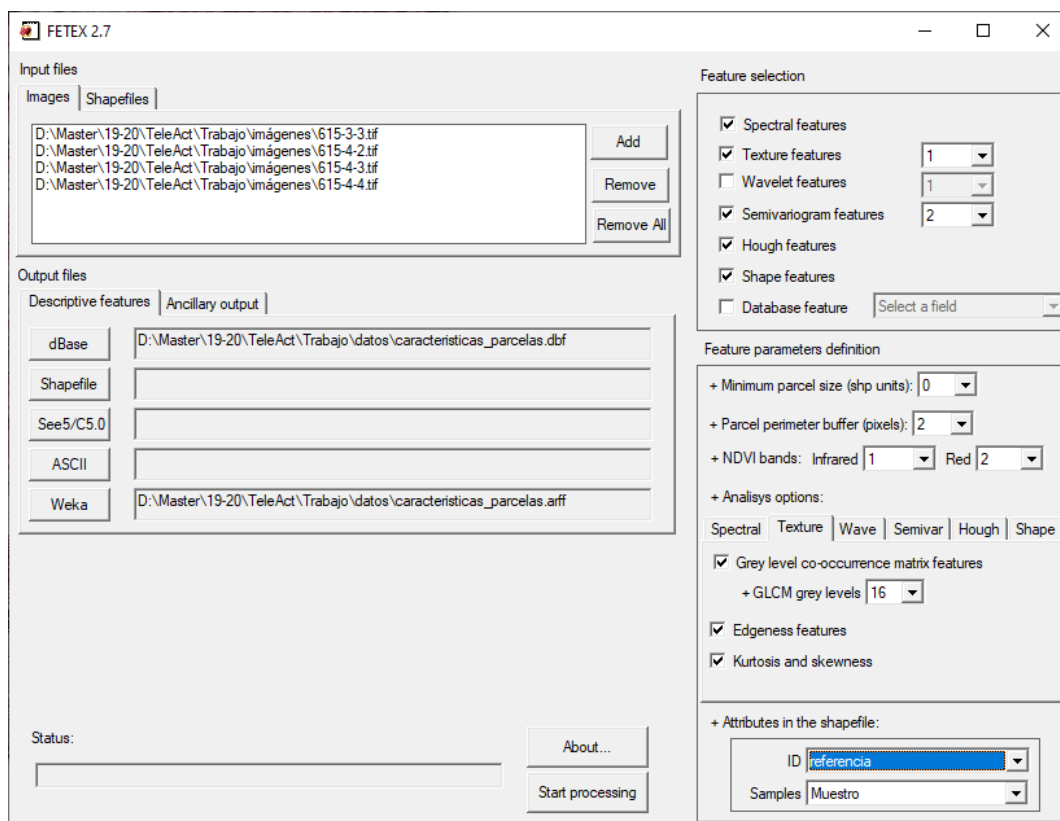 FETEX 2.7
Input files
Images Shapefiles
D:\Master\19-20\TeleAct\Trabajo\imágenes\615-3-3.tif
D:\Master\19-20\TeleAct\Trabajo\imágenes\615-4-2.tif
D:\Master\19-20\TeleAct\Trabajo\imágenes\615-4-3.tif
D:\Master\19-20\TeleAct\Trabajo\imágenes\615-4-4.tif
Add
Remove
Remove All
Output files
Descriptive features Ancillary output
dBase D:\Master\19-20\TeleAct\Trabajo\datos\caracteristicas_parcelas.dbf
Shapefile
See5/C5.0
ASCII
Weka D:\Master\19-20\TeleAct\Trabajo\datos\caracteristicas_parcelas.arff
Status:
About...
Start processing
Feature selection
Spectral features
Texture features 1
Wavelet features 1
Semivariogram features 2
Hough features
Shape features
Database feature Select a field
Feature parameters definition
+ Minimum parcel size (shp units): 0
+ Parcel perimeter buffer (pixels): 2
+ NDVI bands: Infrared 1 Red 2
+ Analisys options:
Spectral Texture Wave Semivar Hough Shape
Grey level co-occurrence matrix features
+ GLCM grey levels 16
Edgeness features
Kurtosis and skewness
+ Attributes in the shapefile:
ID referencia
Samples Muestro